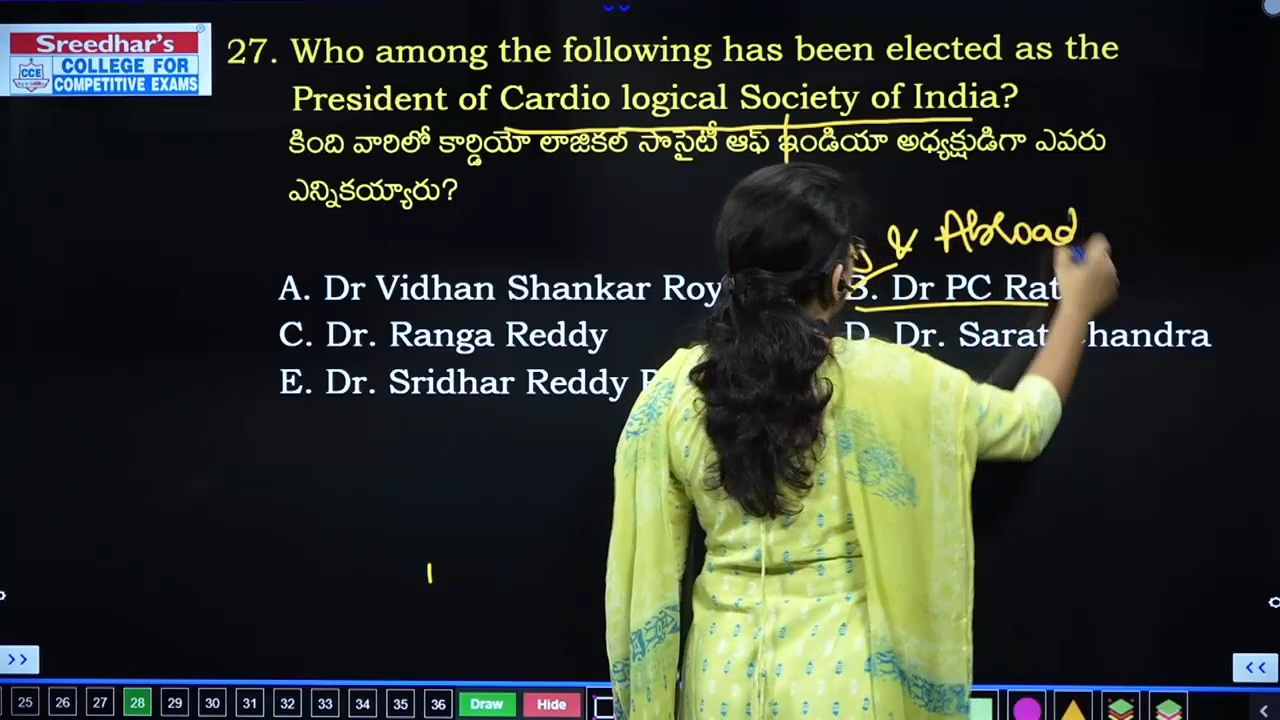 Sreedhar's
CCE
COLLEGE FOR
COMPETITIVE EXAMS
27. Who among the following has been elected as the
President of Cardio logical Society of India?
కింది వారిలో కార్డియో లాజికల్ సొసైటీ ఆఫ్ ఇండియా అధ్యక్షుడిగా ఎవరు
ఎన్నికయ్యారు?
& Abroad
A. Dr Vidhan Shankar Roy
B. Dr PC Rat
C. Dr. Ranga Reddy
D. Dr. Sarat Chandra
E. Dr. Sridhar Reddy
>>
<<
25 26 27 28 29 30 31 32 33 34 35 36 Draw Hide
<